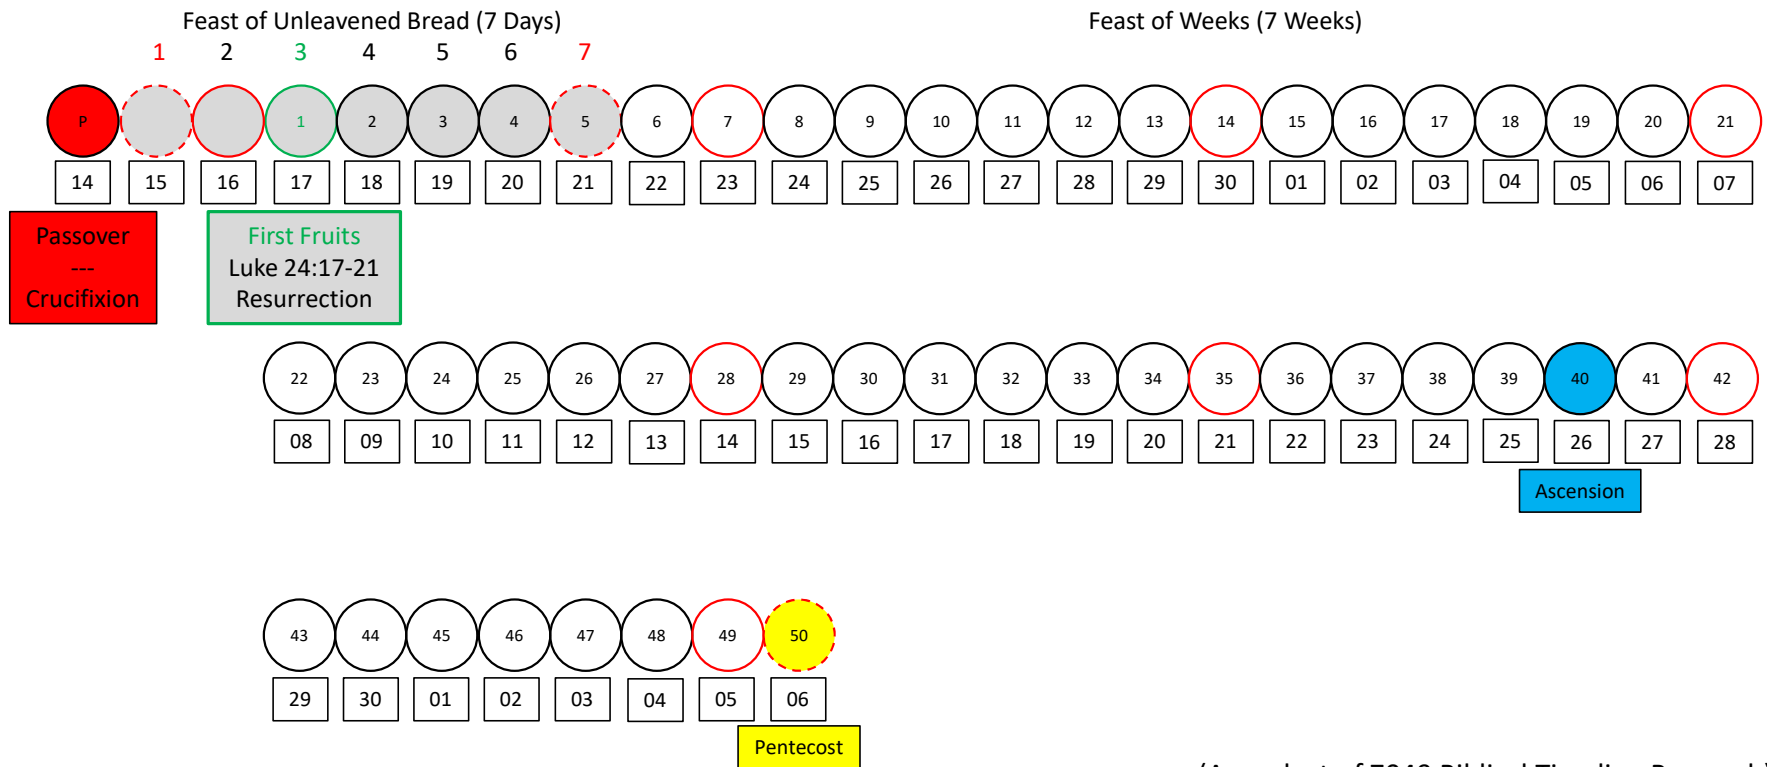 Feast of Unleavened Bread (7 Days) Feast of Weeks (7 Weeks)
1 2 3 4 5 6 7
P 1 2 3 4 5 6 7 8 9 10 11 12 13 14 15 16 17 18 19 20 21
14 15 16 17 18 19 20 21 22 23 24 25 26 27 28 29 30 01 02 03 04 05 06 07
Passover
---
Crucifixion
First Fruits
Luke 24:17-21
Resurrection
22 23 24 25 26 27 28 29 30 31 32 33 34 35 36 37 38 39 40 41 42
08 09 10 11 12 13 14 15 16 17 18 19 20 21 22 23 24 25 26 27 28
Ascension
43 44 45 46 47 48 49 50
29 30 01 02 03 04 05 06
Pentecost